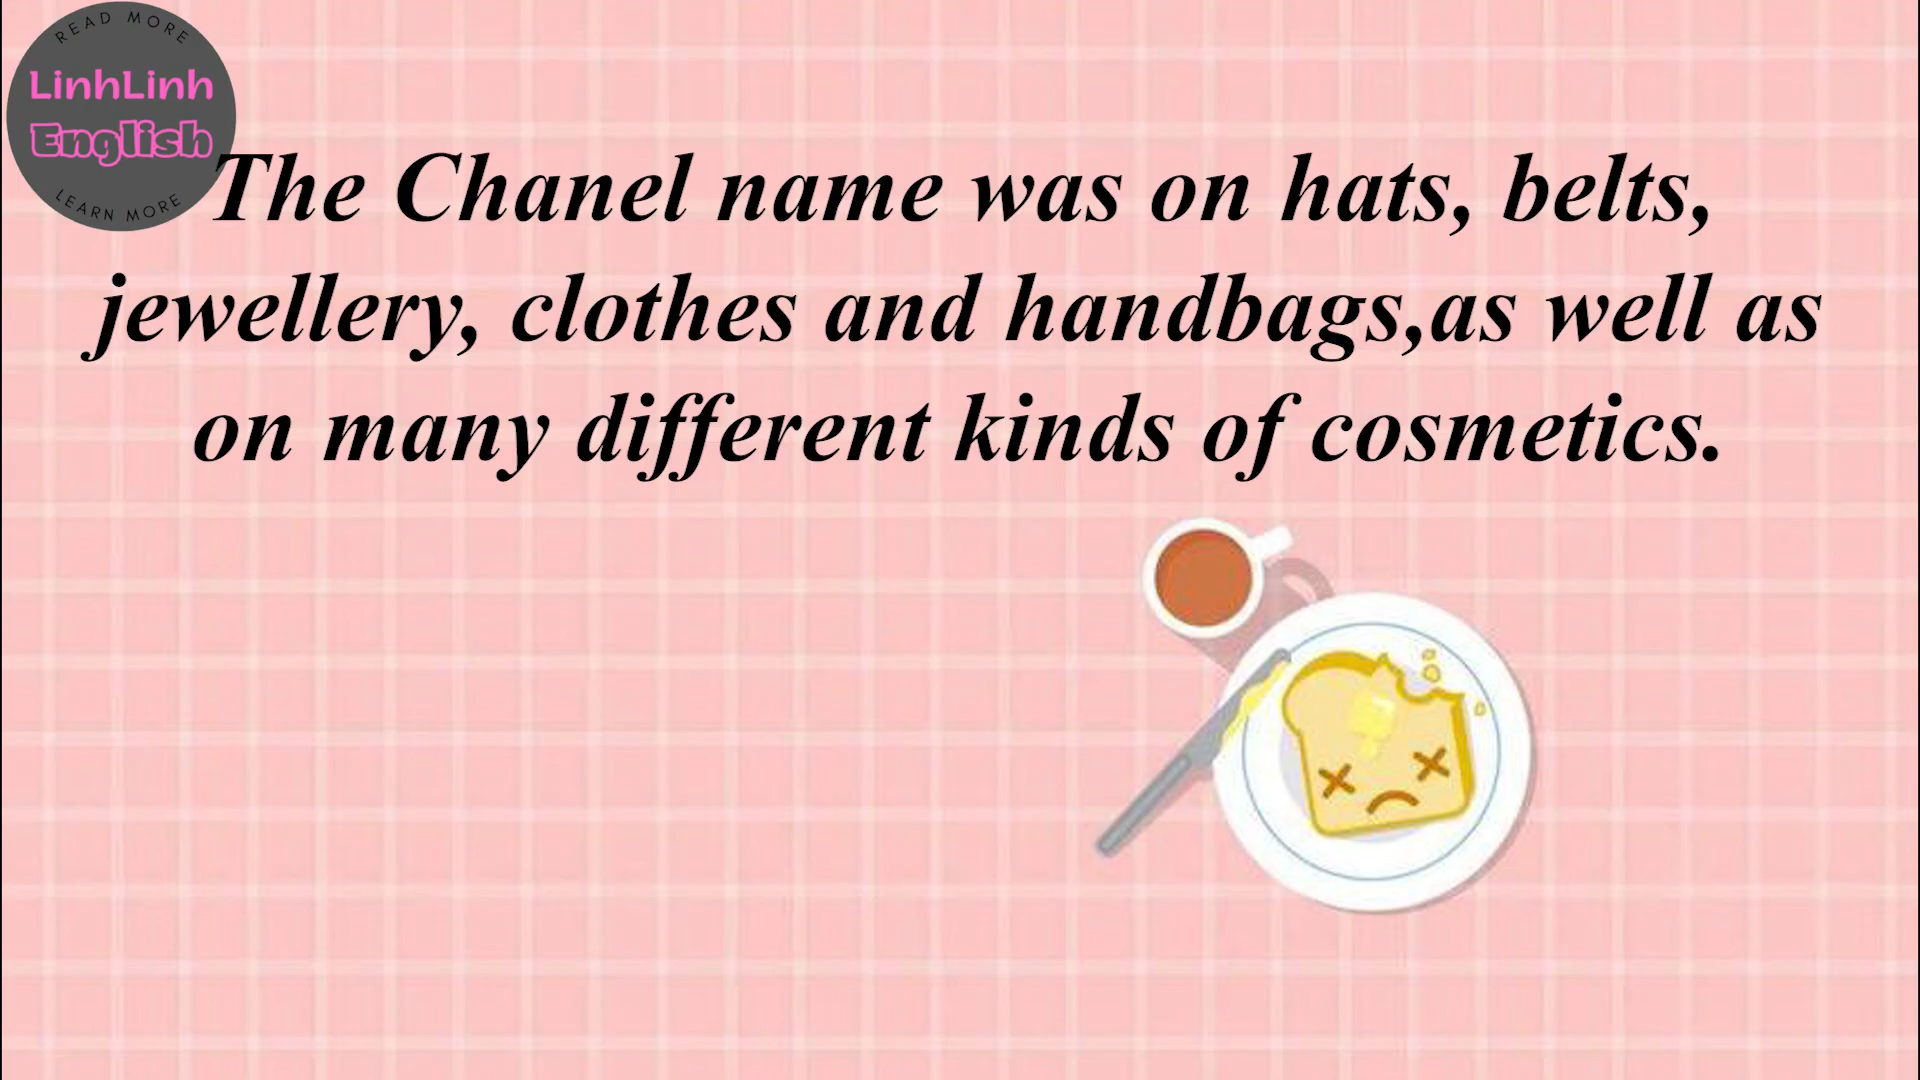 READ MORE
LinhLinh
English
LEARN MORE
The Chanel name was on hats, belts,
jewellery, clothes and handbags,as well as
on many different kinds of cosmetics.